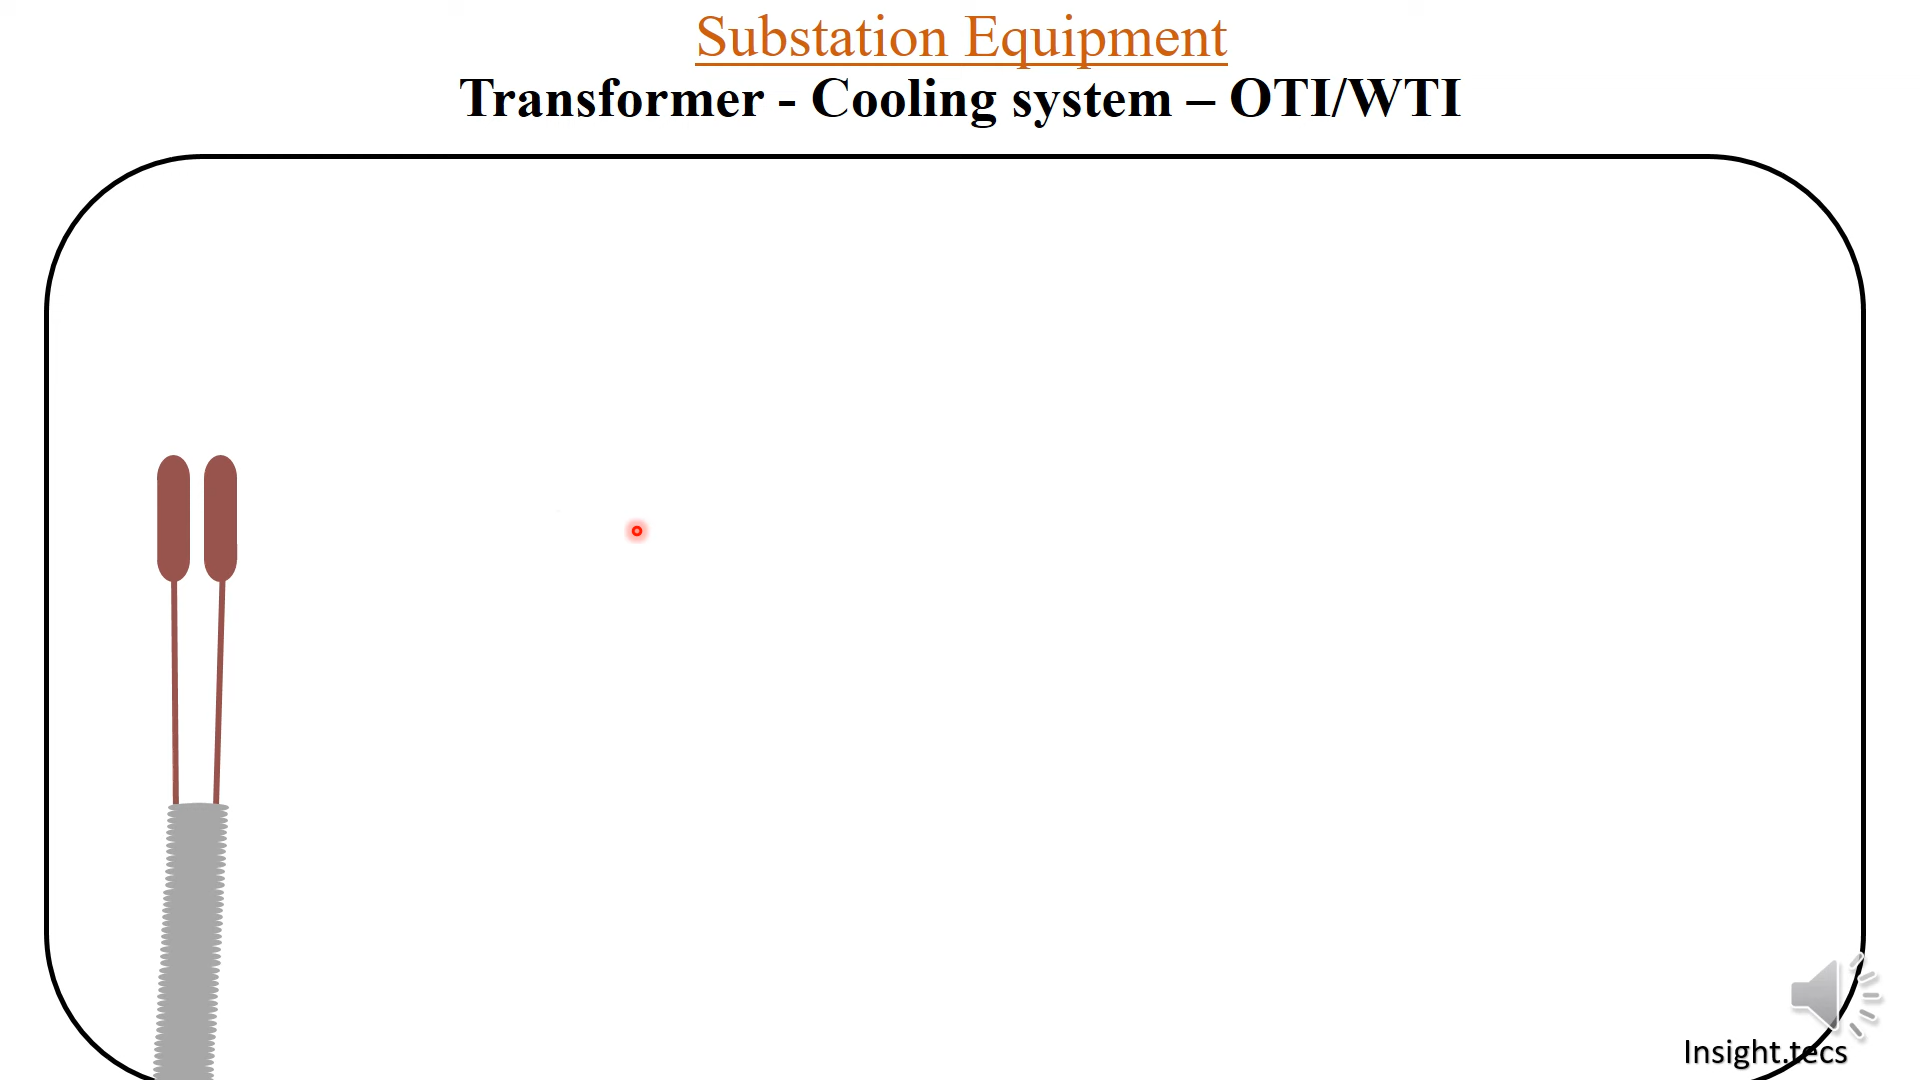 Substation Equipment
Transformer - Cooling system – OTI/WTI
Insight.tecs